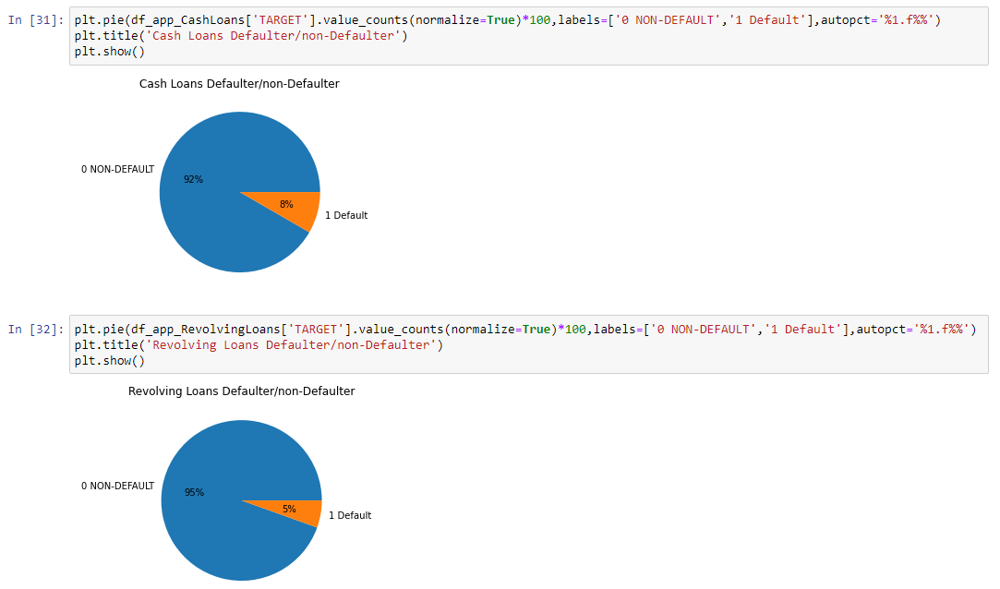 In [31]: plt.pie(df_app_CashLoans['TARGET'].value_counts(normalize=True)*100,labels=['0 NON-DEFAULT','1 Default'],autopct='%1.f%%')
plt.title('Cash Loans Defaulter/non-Defaulter')
plt.show()
Cash Loans Defaulter/non-Defaulter
0 NON-DEFAULT
92%
8%
1 Default
In [32]: plt.pie(df_app_RevolvingLoans['TARGET'].value_counts(normalize=True)*100,labels=['0 NON-DEFAULT','1 Default'],autopct='%1.f%%')
plt.title('Revolving Loans Defaulter/non-Defaulter')
plt.show()
Revolving Loans Defaulter/non-Defaulter
0 NON-DEFAULT
95%
5%
1 Default